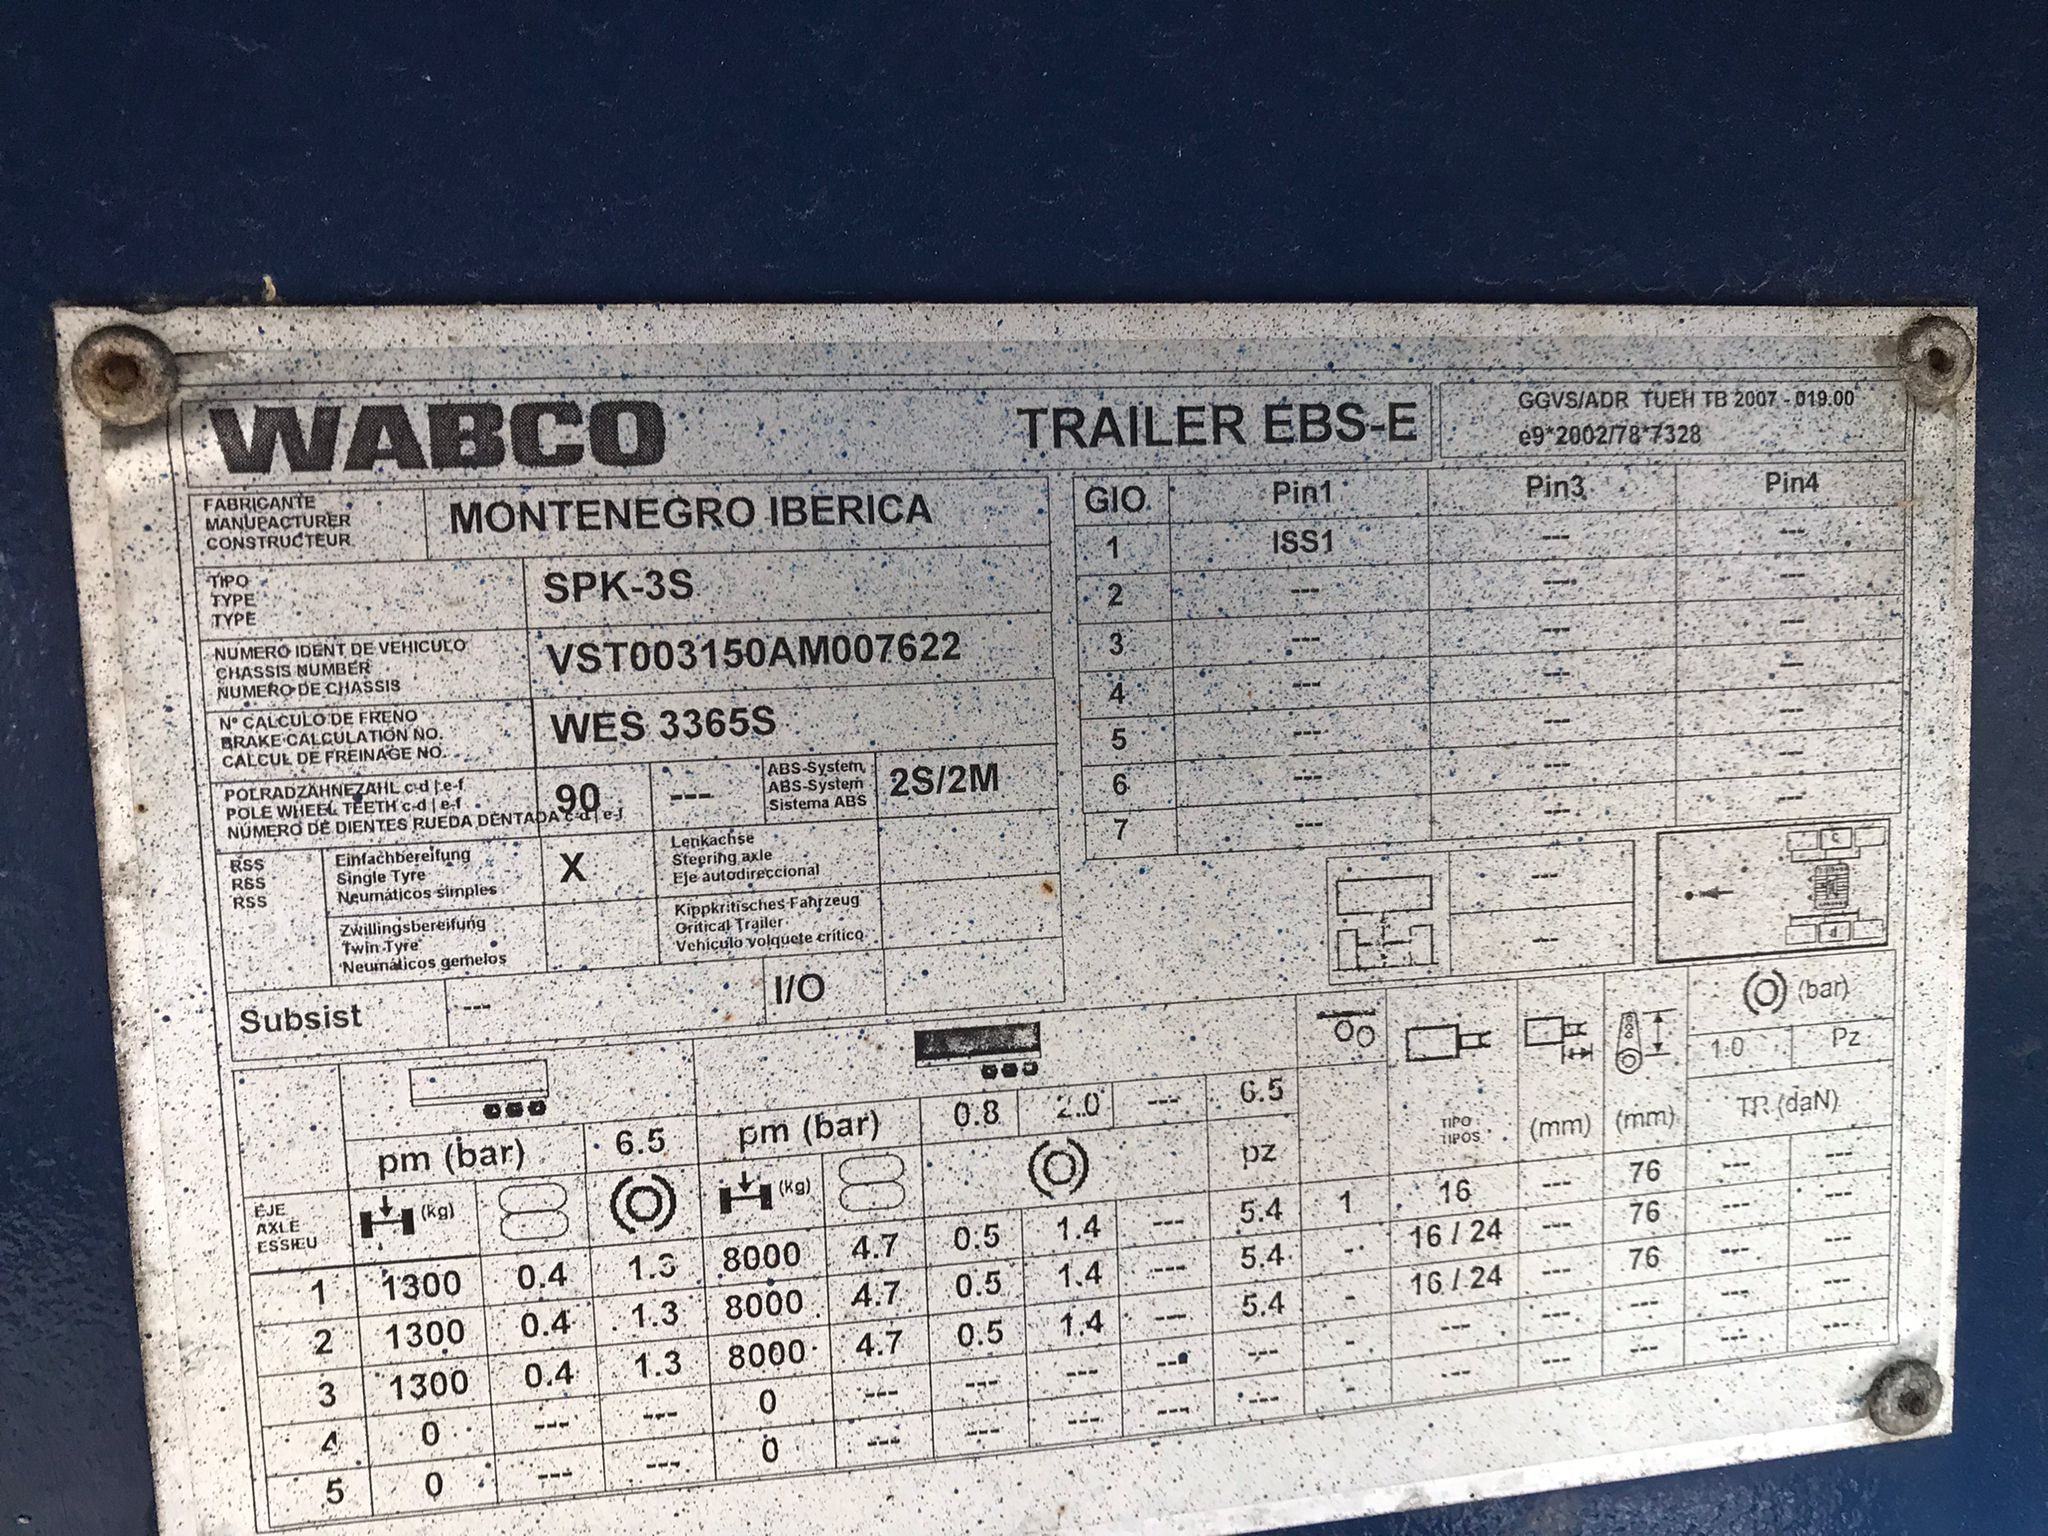 WABCO
TRAILER EBS-E
GGVS/ADR TUEH TB 2007 - 019.00
e9*2002/78*7328
FABRICANTE
MANUFACTURER
CONSTRUCTEUR
MONTENEGRO IBERICA
TIPO
TYPE
TYPE
SPK-3S
NUMERO IDENT DE VEHICULO
CHASSIS NUMBER
NUMERO DE CHASSIS
VST003150AM007622
Nº CALCULO DE FRENO
BRAKE CALCULATION NO.
CALCUL DE FREINAGE NO.
WES 3365S
POLRADZÄHNEZAHL c-d | e-f
POLE WHEEL TEETH c-d | e-f
NUMERO DE DIENTES RUEDA DENTADA c-d | e-f
90 ---
ABS-System
ABS-System
Sistema ABS
2S/2M
RSS
RSS
RSS
Einfachbereifung
Single Tyre
Neumáticos simples
X
Lenkachse
Steering axle
Eje autodireccional
Zwillingsbereifung
Twin Tyre
Neumáticos gemelos
Kippkritisches Fahrzeug
Critical Trailer
Vehículo volquete crítico
Subsist --- I/O
GIO Pin1 Pin3 Pin4
1 ISS1 --- ---
2 --- --- ---
3 --- --- ---
4 --- --- ---
5 --- --- ---
6 --- --- ---
7 --- --- ---
---
---
c
d
pm (bar) 6.5 pm (bar) 0.8 2.0 --- 6.5
pz
TIPO
TIPOS
(mm) (mm)
(bar)
1.0 Pz
TR (daN)
EJE
AXLE
ESSIEU
(kg) (kg)
1 1300 0.4 1.3 8000 4.7 0.5 1.4 --- 5.4 1 16 --- 76 --- ---
2 1300 0.4 1.3 8000 4.7 0.5 1.4 --- 5.4 - 16 / 24 --- 76 --- ---
3 1300 0.4 1.3 8000 4.7 0.5 1.4 --- 5.4 - 16 / 24 --- 76 --- ---
4 0 --- --- 0 --- --- --- --- --- - --- --- --- --- ---
5 0 --- --- 0 --- --- --- --- --- - --- --- --- --- ---